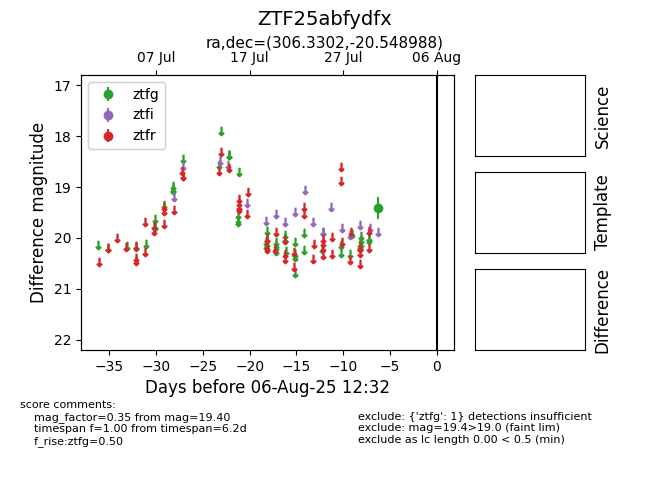 ZTF25abfydfx
ra,dec=(306.3302,-20.548988)
07 Jul 17 Jul 27 Jul 06 Aug
ztfg
ztfi
ztfr
17
18
19
20
21
22
Difference magnitude
−35 −30 −25 −20 −15 −10 −5 0
Days before 06-Aug-25 12:32
Science
Template
Difference
score comments:
mag_factor=0.35 from mag=19.40
timespan f=1.00 from timespan=6.2d
f_rise:ztfg=0.50
exclude: {'ztfg': 1} detections insufficient
exclude: mag=19.4>19.0 (faint lim)
exclude as lc length 0.00 < 0.5 (min)